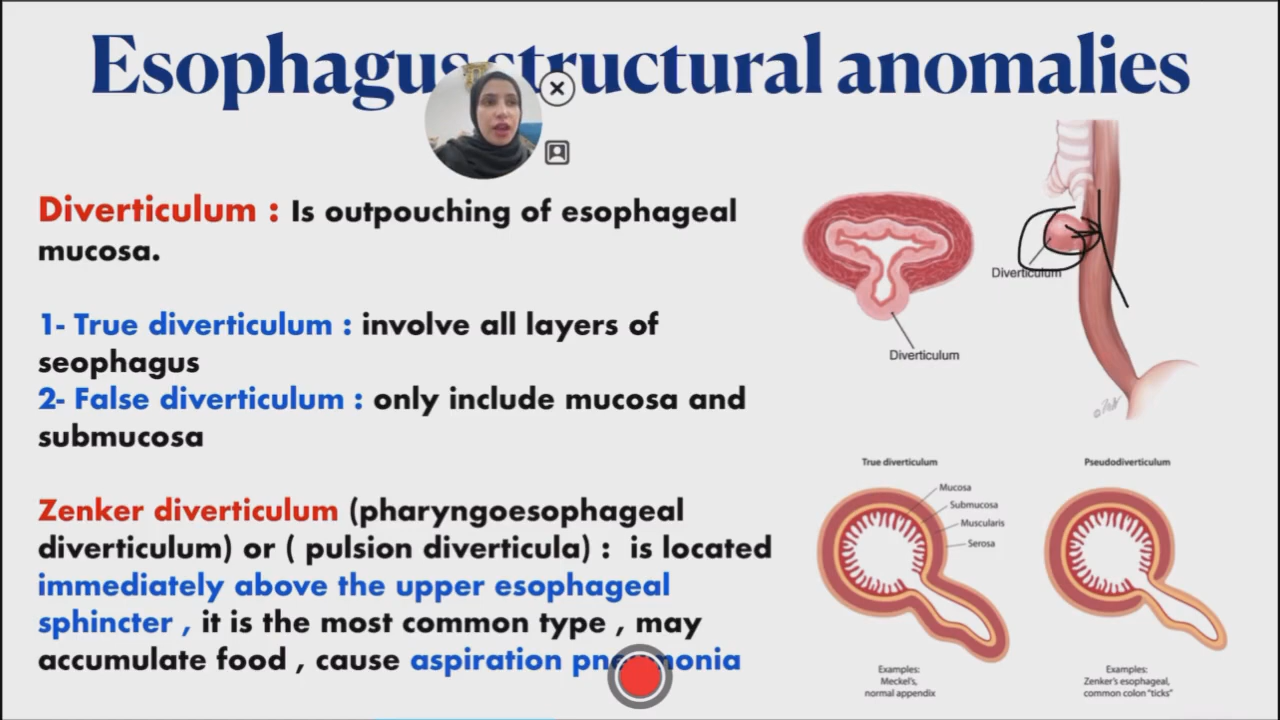 Esophagus structural anomalies
Diverticulum : Is outpouching of esophageal
mucosa.
1- True diverticulum : involve all layers of
seophagus
2- False diverticulum : only include mucosa and
submucosa
Zenker diverticulum (pharyngoesophageal
diverticulum) or ( pulsion diverticula) : is located
immediately above the upper esophageal
sphincter , it is the most common type , may
accumulate food , cause aspiration pneumonia
Diverticulum
Diverticulum
True diverticulum
Mucosa
Submucosa
Muscularis
Serosa
Examples:
Meckel's,
normal appendix
Pseudodiverticulum
Examples:
Zenker's esophageal,
common colon "ticks"